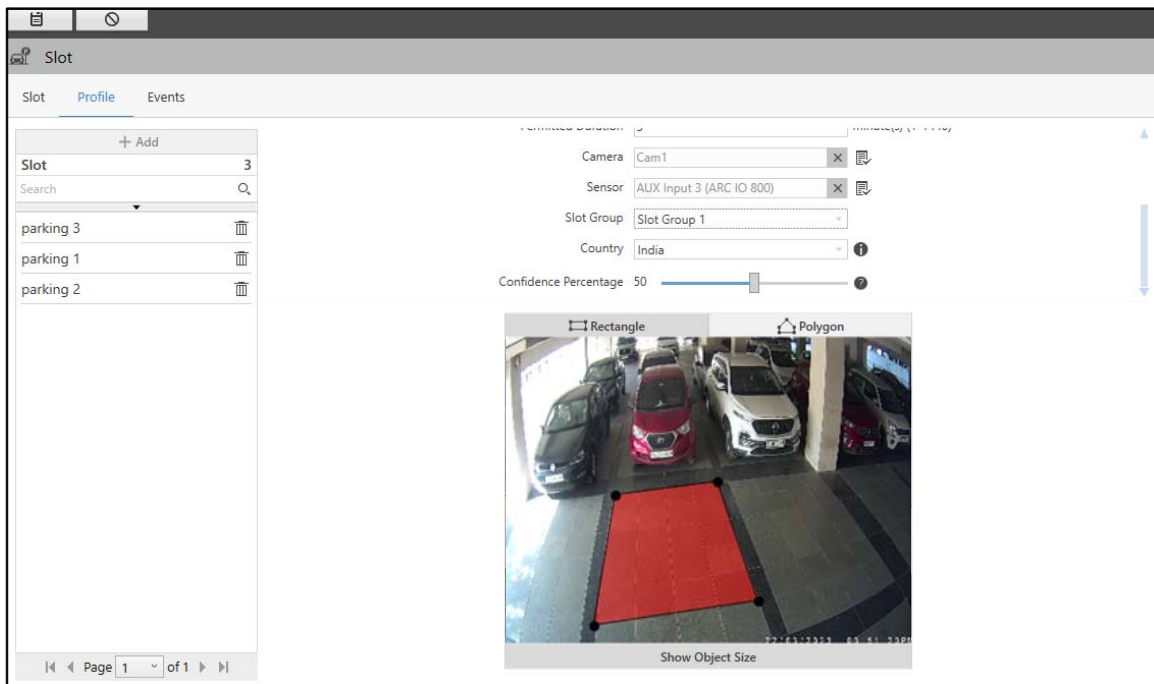 Slot
Slot Profile Events
+ Add
Slot 3
Search
parking 3
parking 1
parking 2
Page 1 of 1
Permitted Duration
Camera Cam1
Sensor AUX Input 3 (ARC IO 800)
Slot Group Slot Group 1
Country India
Confidence Percentage 50
Rectangle Polygon
Show Object Size